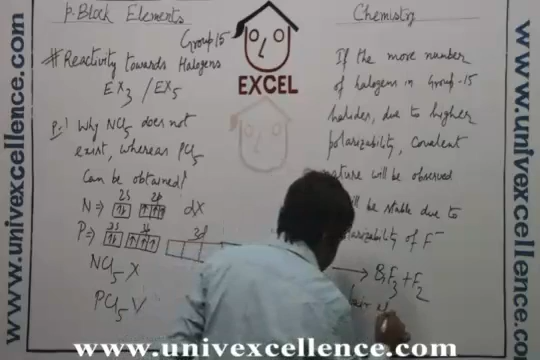 p-Block Elements
Group 15
# Reactivity towards Halogens
EX3 / EX5
Why NCl5 does not
exist, whereas PCl5
Can be obtained?
2s 2p
N ⇒ dX
3s 3p 3d
P ⇒
NCl5 X
PCl5 V
EXCEL
Chemistry
If the more number
of halogens in Group-15
halides, due to higher
polarizability, covalent
nature will be observed
be stable due to
of F-
→ BiF3 + F2
www.univexcellence.com
www.univexcellence.com
www.univexcellence.com